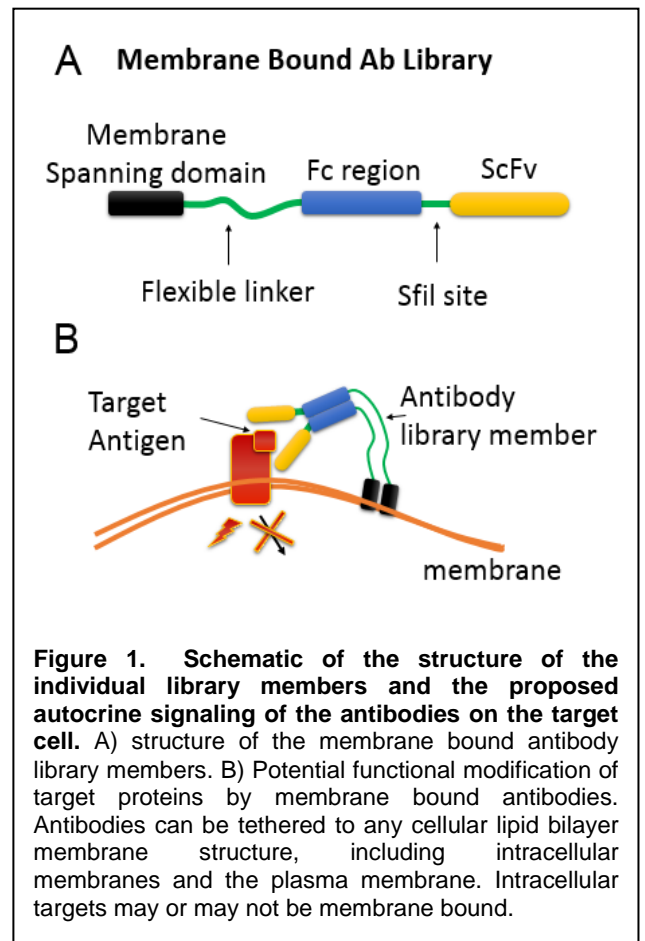 A Membrane Bound Ab Library
Membrane
Spanning domain
Fc region
ScFv
Flexible linker
SfiI site
B
Target
Antigen
Antibody
library member
membrane
Figure 1. Schematic of the structure of the
individual library members and the proposed
autocrine signaling of the antibodies on the target
cell. A) structure of the membrane bound antibody
library members. B) Potential functional modification of
target proteins by membrane bound antibodies.
Antibodies can be tethered to any cellular lipid bilayer
membrane structure, including intracellular
membranes and the plasma membrane. Intracellular
targets may or may not be membrane bound.